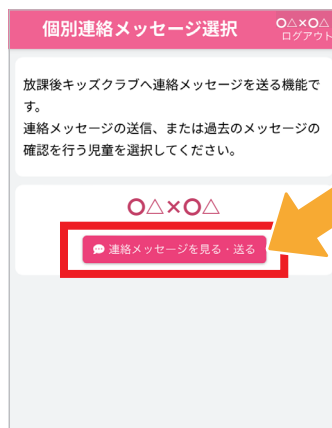 個別連絡メッセージ選択
○△×○△
ログアウト
放課後キッズクラブへ連絡メッセージを送る機能で
す。
連絡メッセージの送信、または過去のメッセージの
確認を行う児童を選択してください。
○△×○△
連絡メッセージを見る・送る